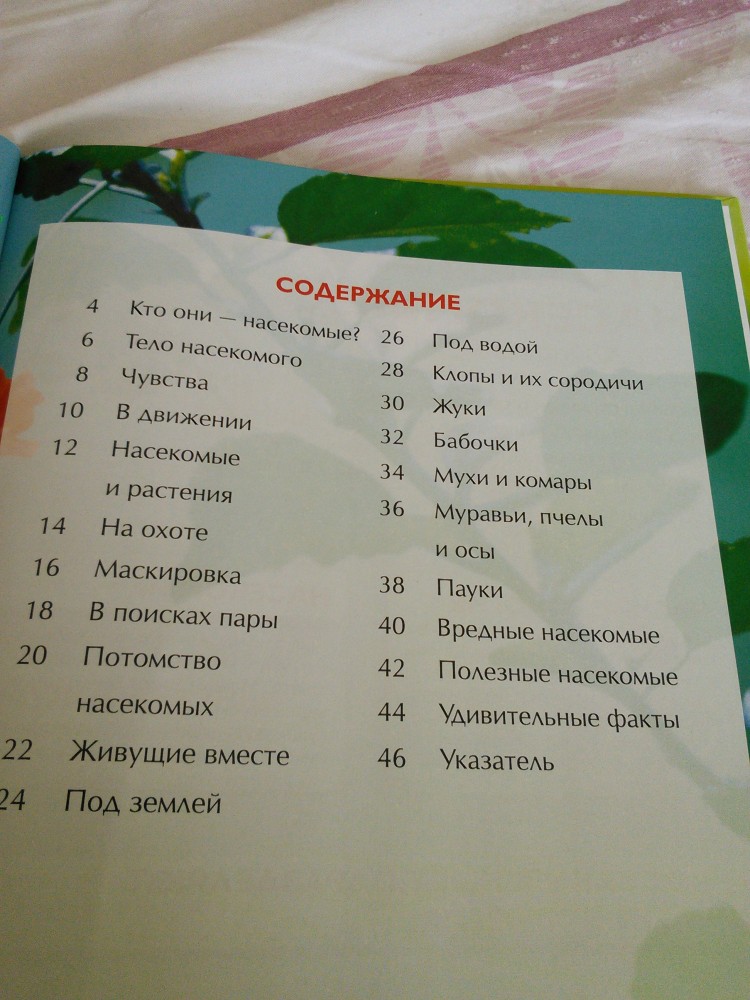 СОДЕРЖАНИЕ
4 Кто они — насекомые?
6 Тело насекомого
8 Чувства
10 В движении
12 Насекомые
и растения
14 На охоте
16 Маскировка
18 В поисках пары
20 Потомство
насекомых
22 Живущие вместе
24 Под землей
26 Под водой
28 Клопы и их сородичи
30 Жуки
32 Бабочки
34 Мухи и комары
36 Муравьи, пчелы
и осы
38 Пауки
40 Вредные насекомые
42 Полезные насекомые
44 Удивительные факты
46 Указатель